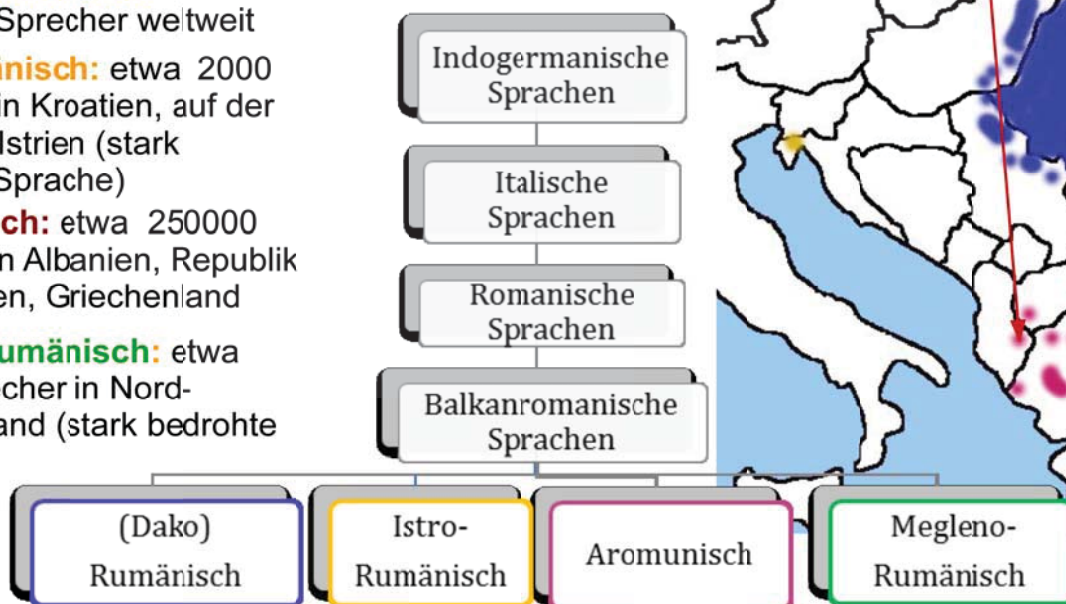 Sprecher weltweit
änisch: etwa 2000
in Kroatien, auf der
Istrien (stark
Sprache)
ch: etwa 250000
n Albanien, Republik
en, Griechenland
umänisch: etwa
echer in Nord-
and (stark bedrohte
Indogermanische
Sprachen
Italische
Sprachen
Romanische
Sprachen
Balkanromanische
Sprachen
(Dako)
Rumänisch
Istro-
Rumänisch
Aromunisch
Megleno-
Rumänisch